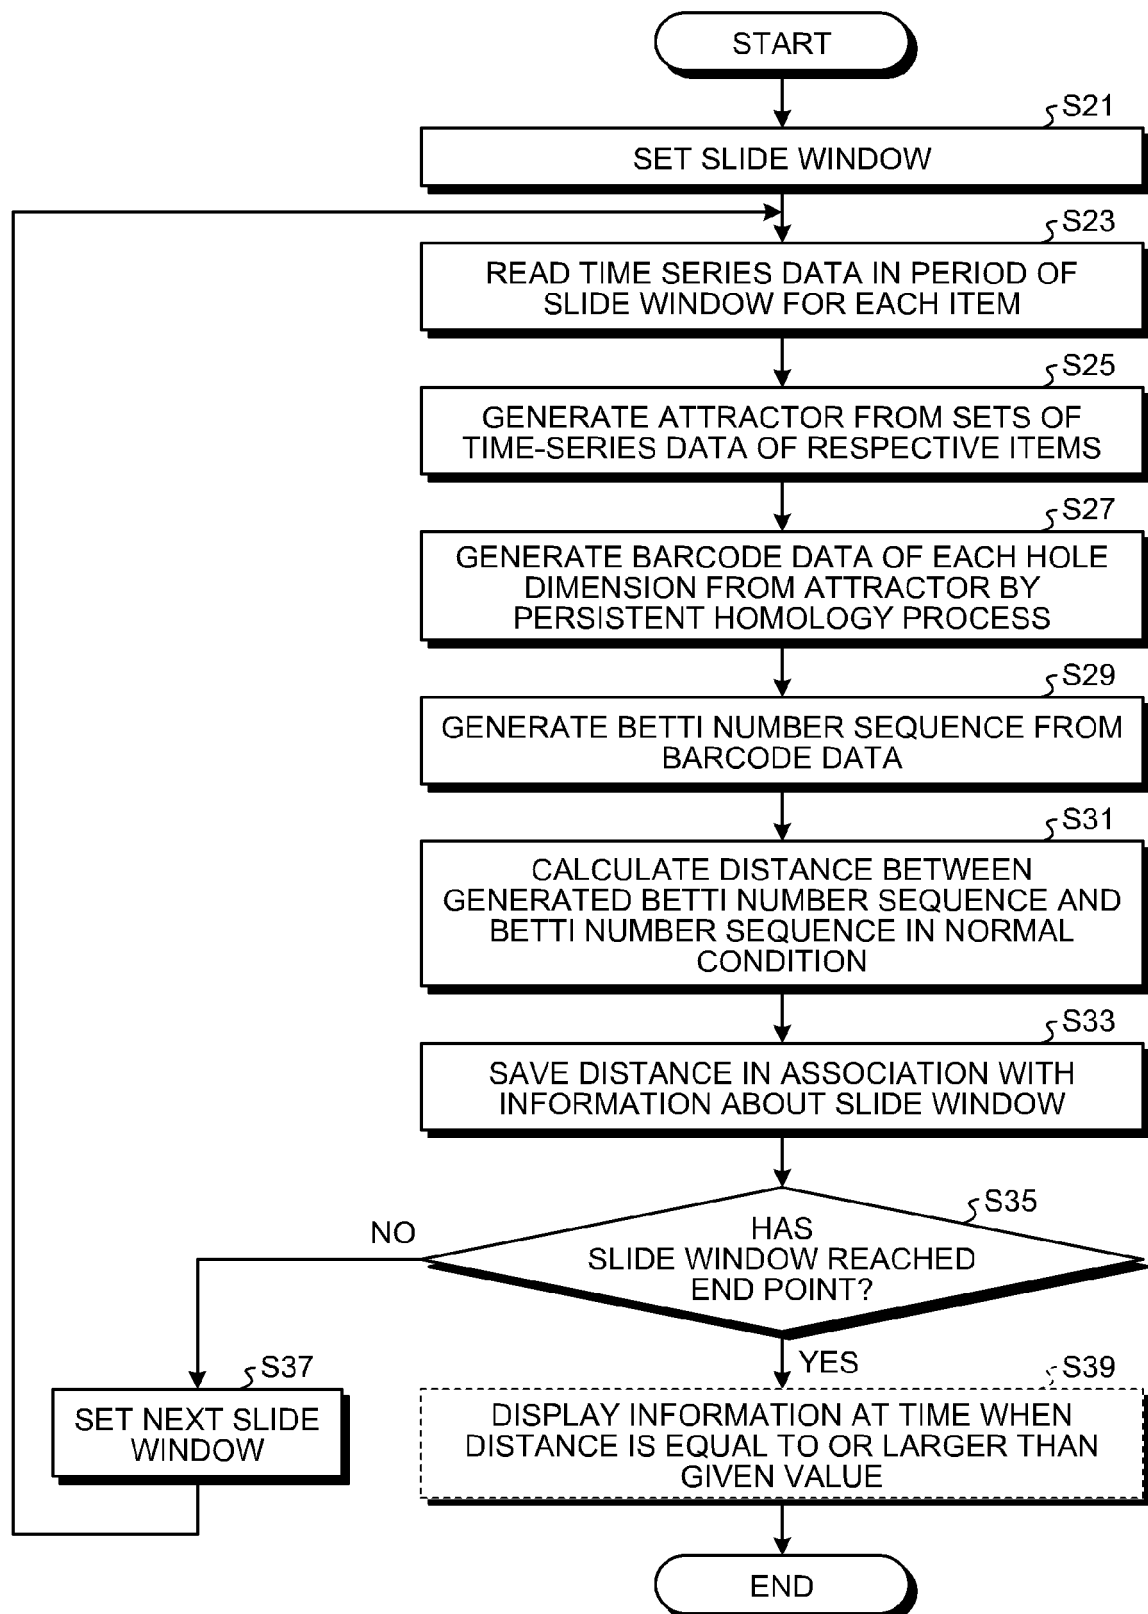 START
S21
SET SLIDE WINDOW
S23
READ TIME SERIES DATA IN PERIOD OF
SLIDE WINDOW FOR EACH ITEM
S25
GENERATE ATTRACTOR FROM SETS OF
TIME-SERIES DATA OF RESPECTIVE ITEMS
S27
GENERATE BARCODE DATA OF EACH HOLE
DIMENSION FROM ATTRACTOR BY
PERSISTENT HOMOLOGY PROCESS
S29
GENERATE BETTI NUMBER SEQUENCE FROM
BARCODE DATA
S31
CALCULATE DISTANCE BETWEEN
GENERATED BETTI NUMBER SEQUENCE AND
BETTI NUMBER SEQUENCE IN NORMAL
CONDITION
S33
SAVE DISTANCE IN ASSOCIATION WITH
INFORMATION ABOUT SLIDE WINDOW
S35
HAS
SLIDE WINDOW REACHED
END POINT?
NO
YES
S37
SET NEXT SLIDE
WINDOW
S39
DISPLAY INFORMATION AT TIME WHEN
DISTANCE IS EQUAL TO OR LARGER THAN
GIVEN VALUE
END